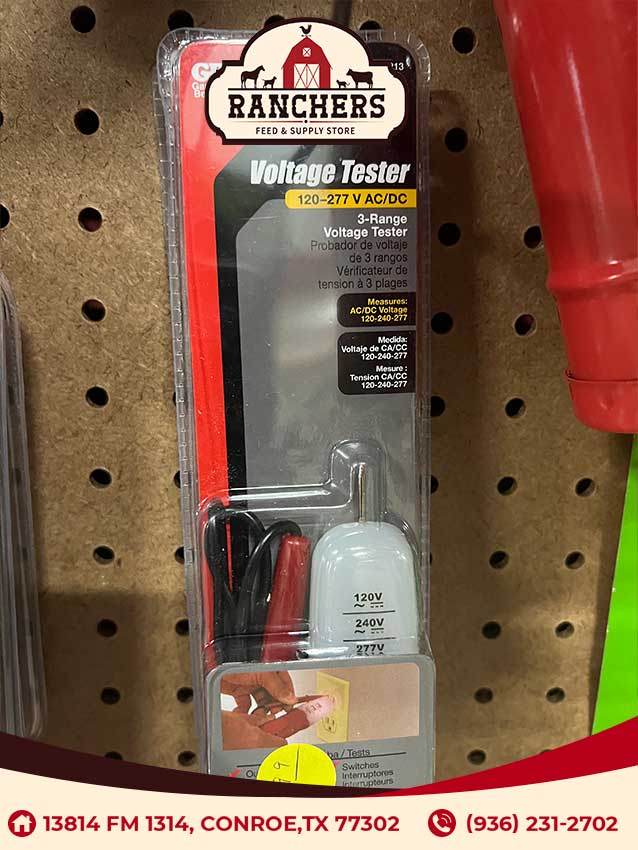 RANCHERS
FEED & SUPPLY STORE
Voltage Tester
120–277 V AC/DC
3-Range
Voltage Tester
Probador de voltaje
de 3 rangos
Vérificateur de
tension à 3 plages
Measures:
AC/DC Voltage
120-240-277
Medida:
Voltaje de CA/CC
120-240-277
Mesure :
Tension CA/CC
120-240-277
120V
240V
277V
/ Tests
Switches
Interruptores
Interrupteurs
13814 FM 1314, CONROE,TX 77302
(936) 231-2702